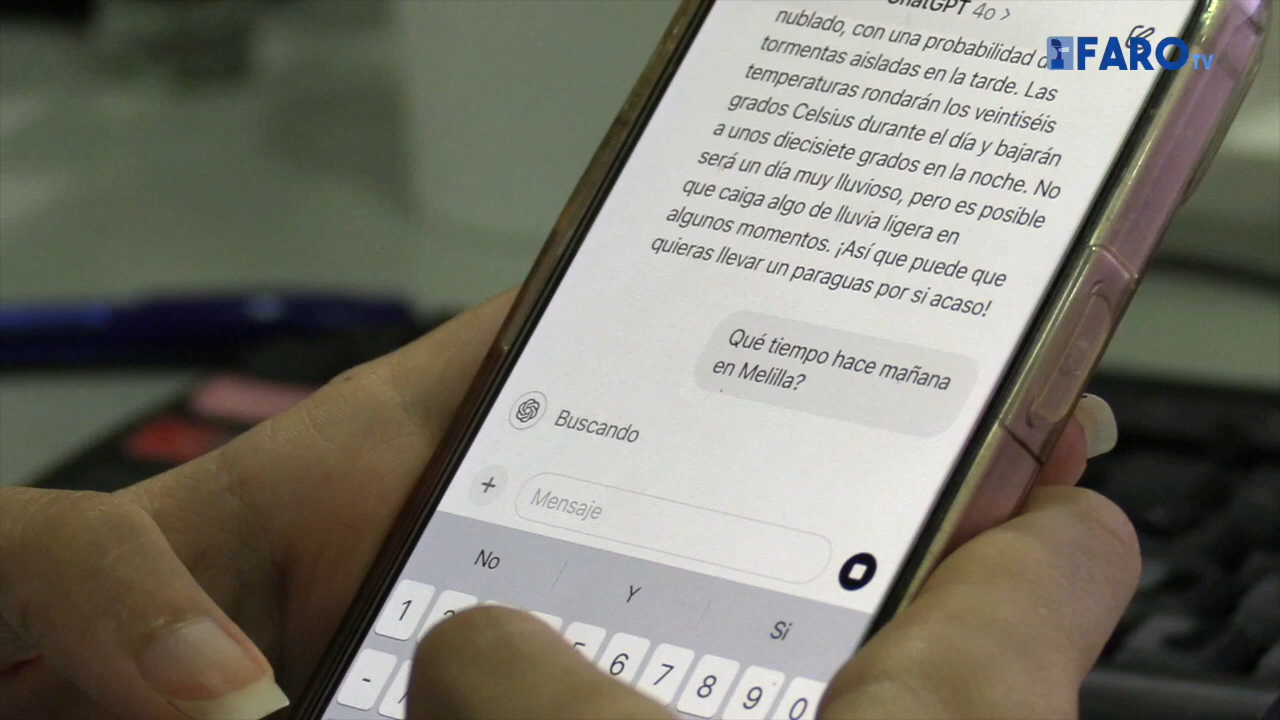 ChatGPT 4o >
FARO TV
nublado, con una probabilidad
tormentas aisladas en la tarde. Las
temperaturas rondarán los veintiséis
grados Celsius durante el día y bajarán
a unos diecisiete grados en la noche. No
será un día muy lluvioso, pero es posible
que caiga algo de lluvia ligera en
algunos momentos. ¡Así que puede que
quieras llevar un paraguas por si acaso!
Qué tiempo hace mañana
en Melilla?
Buscando
+ Mensaje
No Y Si
1 6 7 8 9 0
-